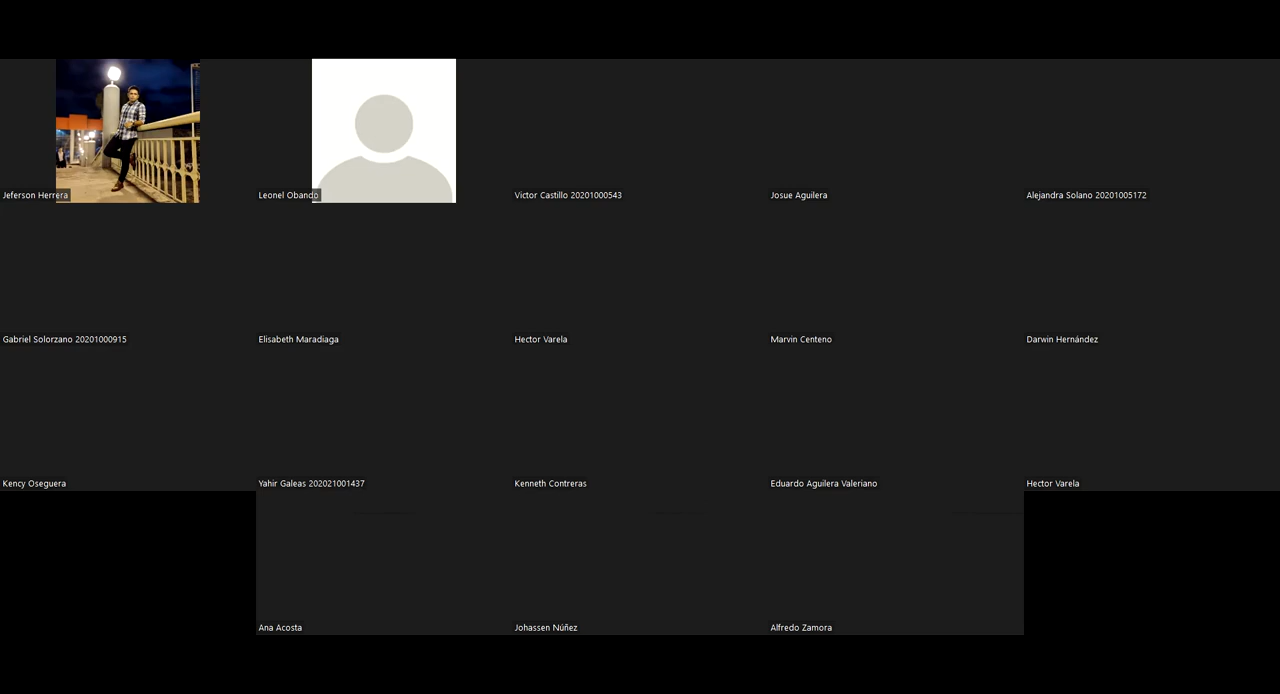 Jeferson Herrera
Leonel Obando
Victor Castillo 20201000543
Josue Aguilera
Alejandra Solano 20201005172
Gabriel Solorzano 20201000915
Elisabeth Maradiaga
Hector Varela
Marvin Centeno
Darwin Hernández
Kency Oseguera
Yahir Galeas 202021001437
Kenneth Contreras
Eduardo Aguilera Valeriano
Hector Varela
Ana Acosta
Johassen Núñez
Alfredo Zamora